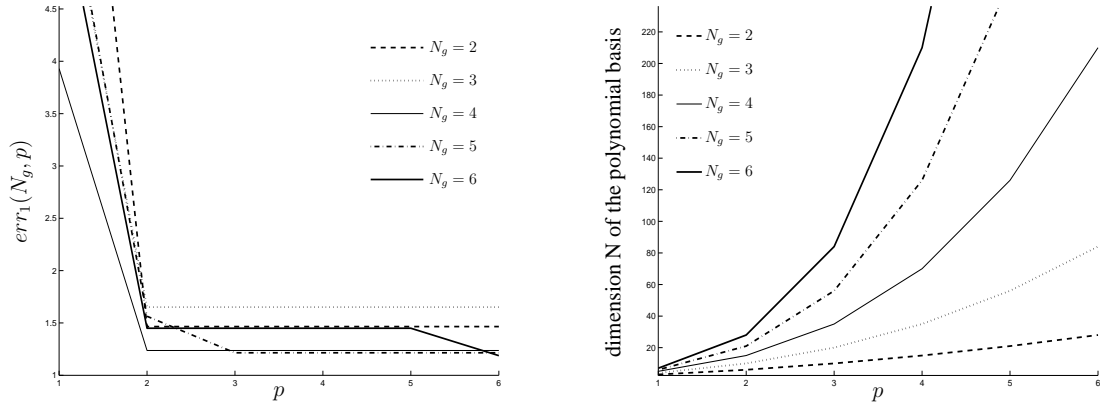 4.5
4
3.5
3
2.5
2
1.5
1
err₁(N_g, p)
N_g = 2
N_g = 3
N_g = 4
N_g = 5
N_g = 6
1 2 3 4 5 6
p
220
200
180
160
140
120
100
80
60
40
20
dimension N of the polynomial basis
N_g = 2
N_g = 3
N_g = 4
N_g = 5
N_g = 6
1 2 3 4 5 6
p